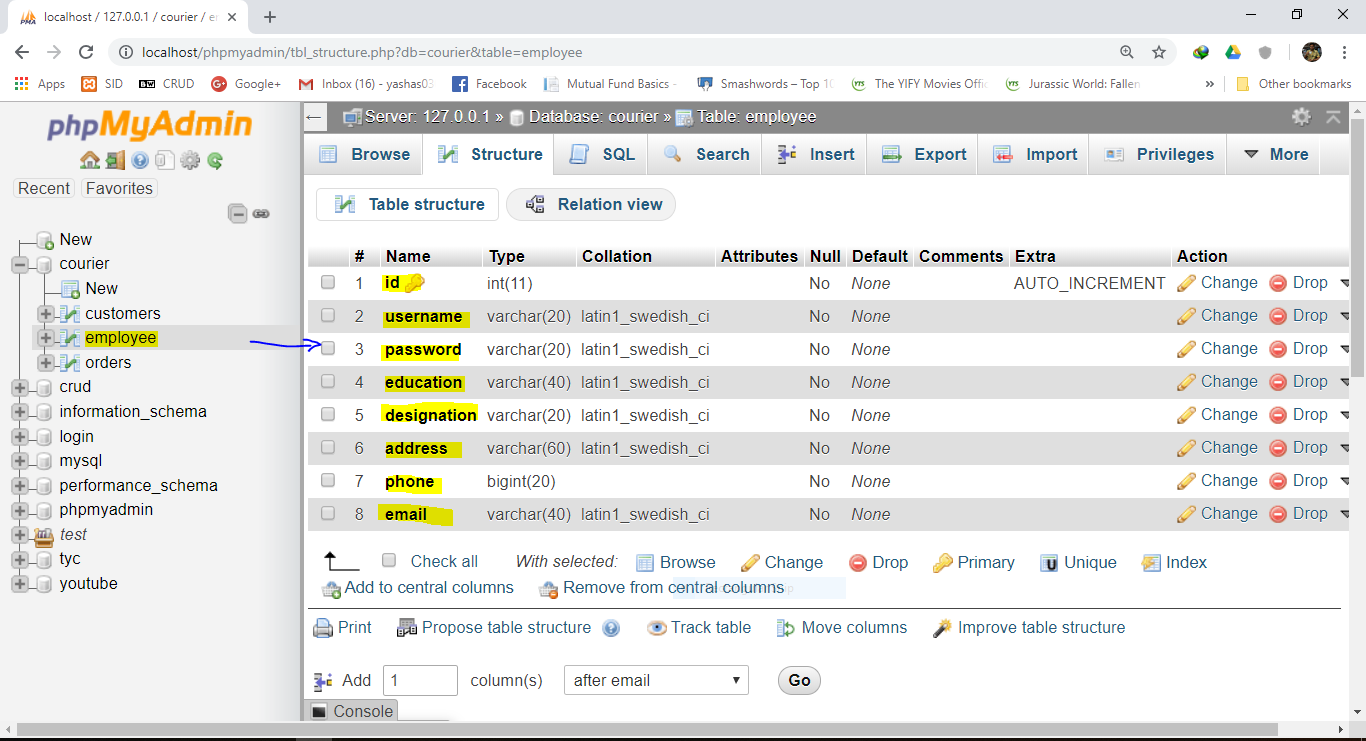 localhost / 127.0.0.1 / courier / e
localhost/phpmyadmin/tbl_structure.php?db=courier&table=employee
Apps SID CRUD Google+ Inbox (16) - yashas03 Facebook Mutual Fund Basics - Smashwords – Top 10 The YIFY Movies Offic Jurassic World: Fallen » Other bookmarks
phpMyAdmin
Recent Favorites
New
courier
New
customers
employee
orders
crud
information_schema
login
mysql
performance_schema
phpmyadmin
test
tyc
youtube
Server: 127.0.0.1 » Database: courier » Table: employee
Browse Structure SQL Search Insert Export Import Privileges More
Table structure Relation view
# Name Type Collation Attributes Null Default Comments Extra Action
1 id int(11) No None AUTO_INCREMENT Change Drop
2 username varchar(20) latin1_swedish_ci No None Change Drop
3 password varchar(20) latin1_swedish_ci No None Change Drop
4 education varchar(40) latin1_swedish_ci No None Change Drop
5 designation varchar(20) latin1_swedish_ci No None Change Drop
6 address varchar(60) latin1_swedish_ci No None Change Drop
7 phone bigint(20) No None Change Drop
8 email varchar(40) latin1_swedish_ci No None Change Drop
Check all With selected: Browse Change Drop Primary Unique Index
Add to central columns Remove from central columns
Print Propose table structure Track table Move columns Improve table structure
Add 1 column(s) after email Go
Console